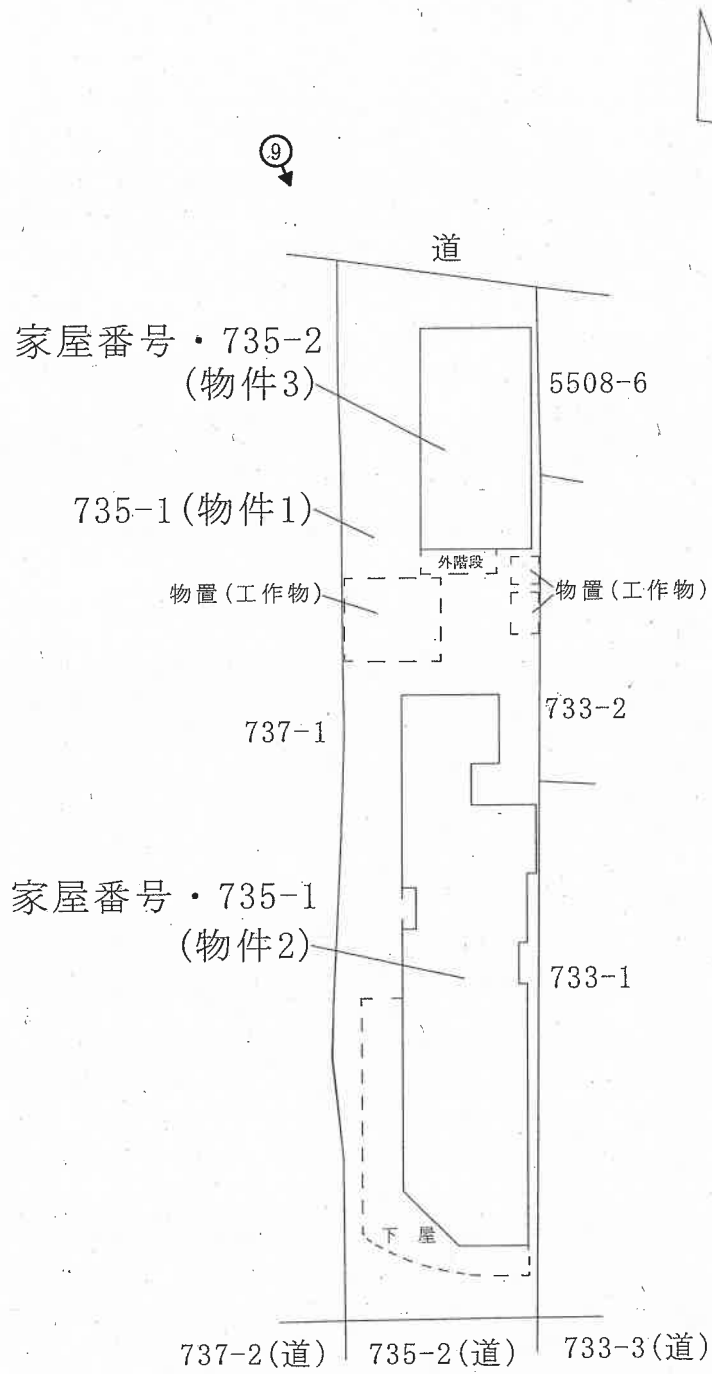 ⑨
道
家屋番号・735-2
(物件3)
5508-6
735-1(物件1)
外階段
物置(工作物)
物置(工作物)
733-2
737-1
家屋番号・735-1
(物件2)
733-1
下屋
737-2(道)
735-2(道)
733-3(道)